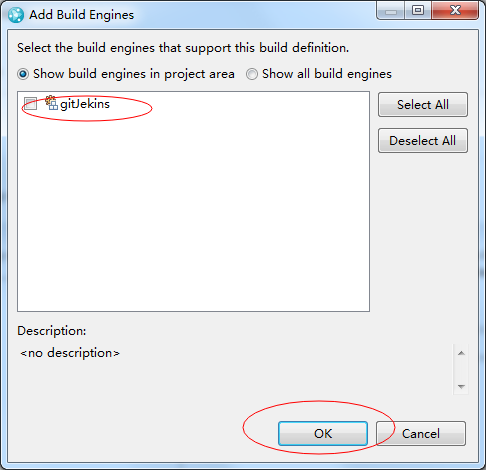 Add Build Engines
Select the build engines that support this build definition.
Show build engines in project area Show all build engines
gitJekins
Select All
Deselect All
Description:
<no description>
OK Cancel